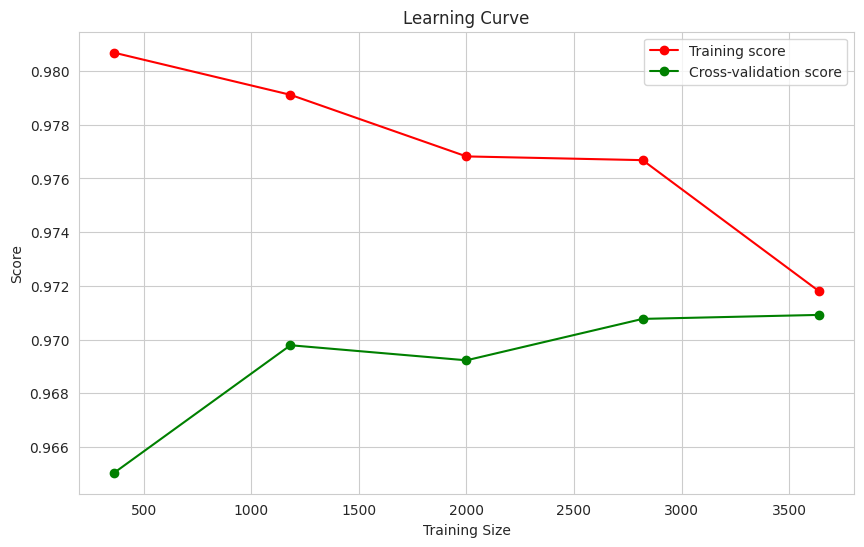 Learning Curve
Training score
Cross-validation score
0.980
0.978
0.976
0.974
0.972
0.970
0.968
0.966
Score
500 1000 1500 2000 2500 3000 3500
Training Size